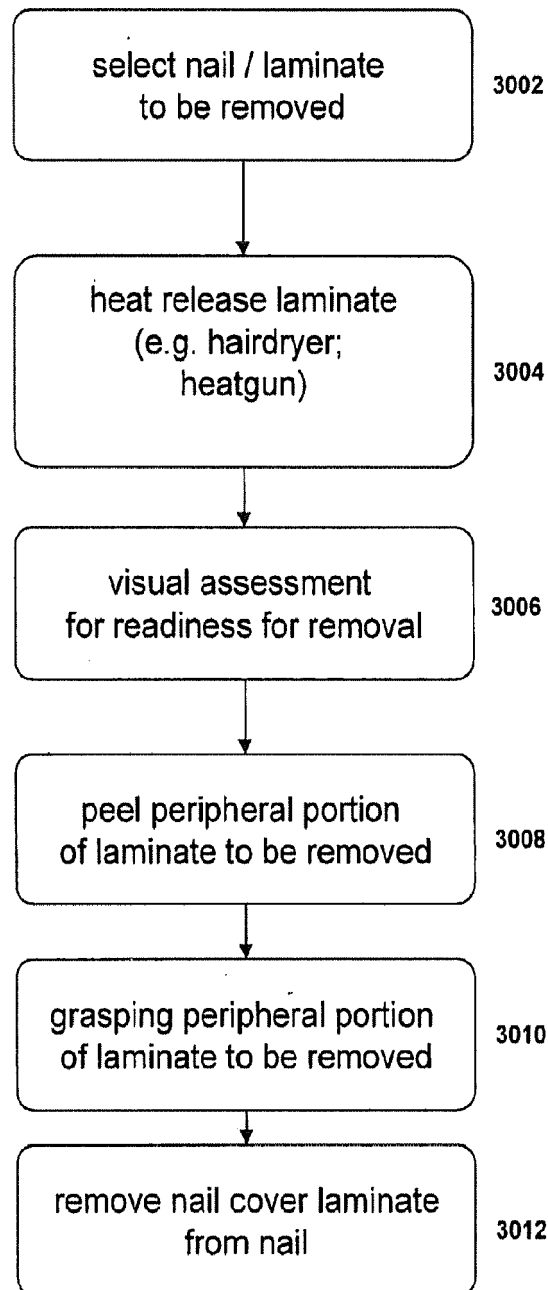 select nail / laminate
to be removed
3002
heat release laminate
(e.g. hairdryer;
heatgun)
3004
visual assessment
for readiness for removal
3006
peel peripheral portion
of laminate to be removed
3008
grasping peripheral portion
of laminate to be removed
3010
remove nail cover laminate
from nail
3012